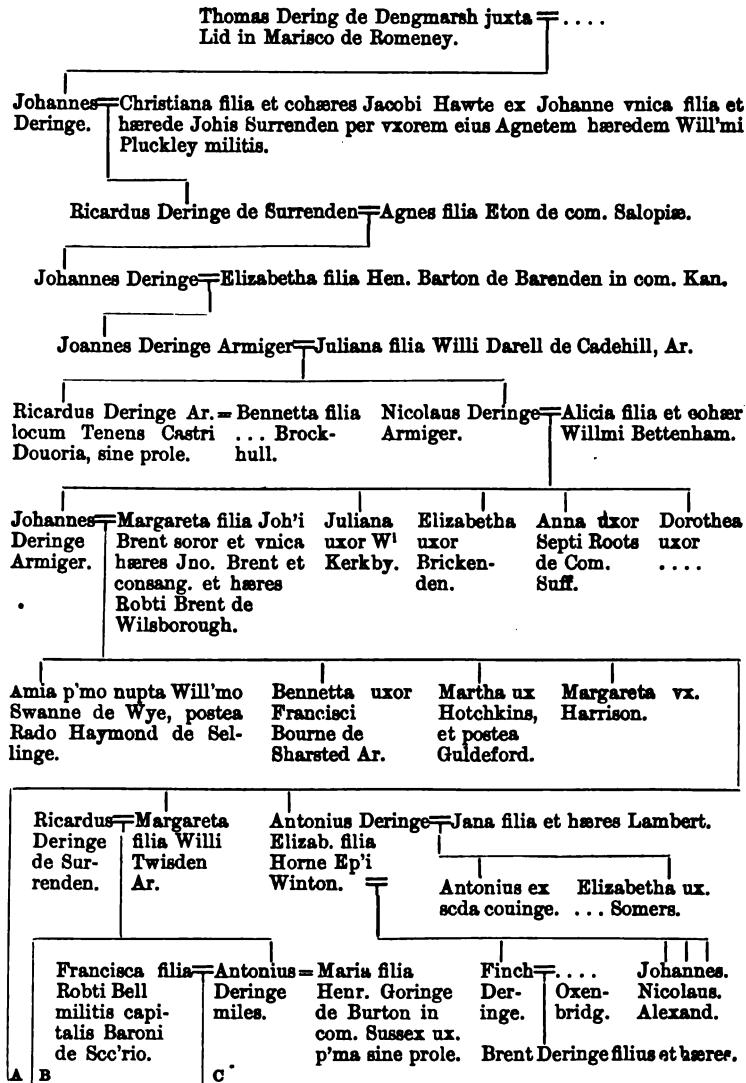 Thomas Dering de Dengmarsh juxta = . . . .
Lid in Marisco de Romeney.
Johannes = Christiana filia et cohæres Jacobi Hawte ex Johanne vnica filia et
Deringe. hærede Johis Surrenden per vxorem eius Agnetem hæredem Will'mi
Pluckley militis.
Ricardus Deringe de Surrenden = Agnes filia Eton de com. Salopiæ.
Johannes Deringe = Elizabetha filia Hen. Barton de Barenden in com. Kan.
Joannes Deringe Armiger = Juliana filia Willi Darell de Cadehill, Ar.
Ricardus Deringe Ar. = Bennetta filia
locum Tenens Castri . . . Brock-
Douoria, sine prole. hull.
Nicolaus Deringe = Alicia filia et cohær
Armiger. Willmi Bettenham.
Johannes =
Deringe
Armiger.
Margareta filia Joh'i
Brent soror et vnica
hæres Jno. Brent et
consang. et hæres
Robti Brent de
Wilsborough.
Juliana
uxor Wˡ
Kerkby.
Elizabetha
uxor
Bricken-
den.
Anna uxor
Septi Roots
de Com.
Suff.
Dorothea
uxor
. . . .
Amia p'mo nupta Will'mo
Swanne de Wye, postea
Rado Haymond de Sel-
linge.
Bennetta uxor
Francisci
Bourne de
Sharsted Ar.
Martha ux
Hotchkins,
et postea
Guldeford.
Margareta vx.
Harrison.
Ricardus =
Deringe
de Sur-
renden.
Margareta
filia Willi
Twisden
Ar.
Antonius Deringe = Jana filia et hæres Lambert.
Elizab. filia
Horne Ep'i
Winton. =
Antonius ex
scda couinge.
Elizabetha ux.
. . . Somers.
Francisca filia =
Robti Bell
militis capi-
talis Baroni
de Scc'rio.
Antonius =
Deringe
miles.
Maria filia
Henr. Goringe
de Burton in
com. Sussex ux.
p'ma sine prole.
Finch = . . . .
Der- Oxen-
inge. bridg.
Johannes.
Nicolaus.
Alexand.
Brent Deringe filius et hæres.
A B C